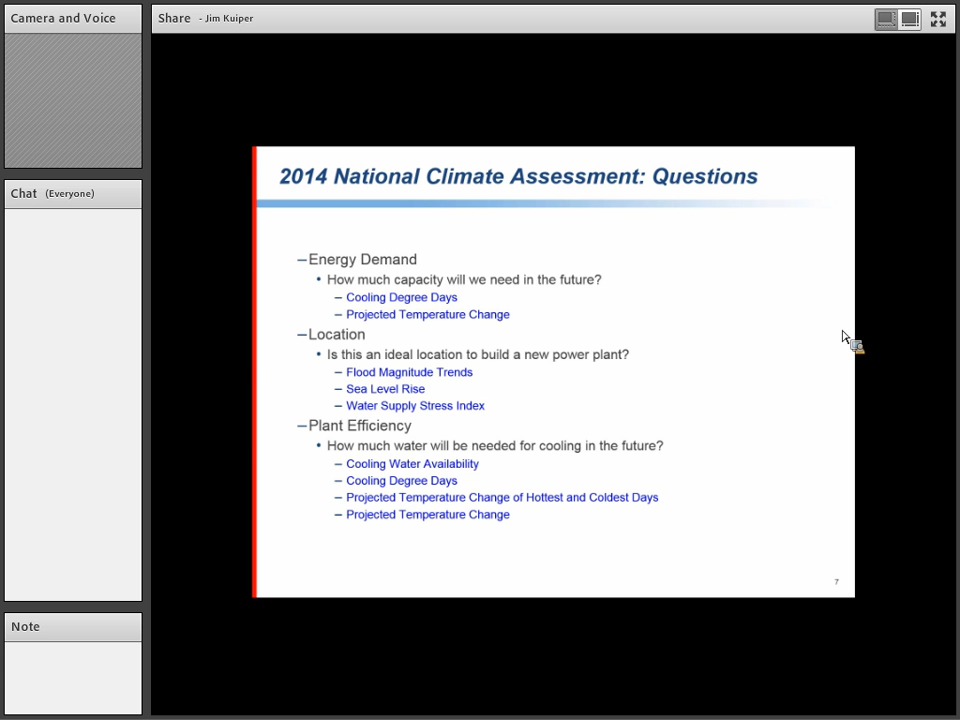 Camera and Voice
Share - Jim Kuiper
Chat (Everyone)
2014 National Climate Assessment: Questions
–Energy Demand
• How much capacity will we need in the future?
– Cooling Degree Days
– Projected Temperature Change
–Location
• Is this an ideal location to build a new power plant?
– Flood Magnitude Trends
– Sea Level Rise
– Water Supply Stress Index
–Plant Efficiency
• How much water will be needed for cooling in the future?
– Cooling Water Availability
– Cooling Degree Days
– Projected Temperature Change of Hottest and Coldest Days
– Projected Temperature Change
7
Note